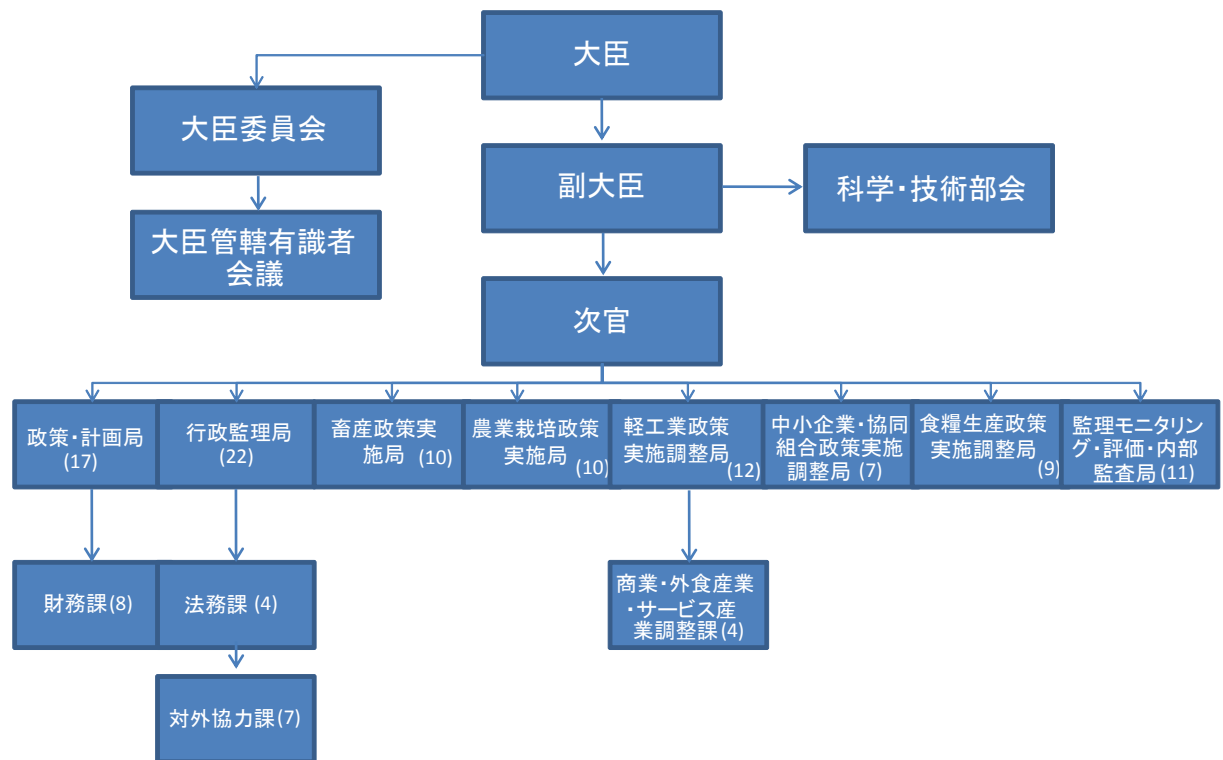 大臣
大臣委員会
副大臣
科学・技術部会
大臣管轄有識者
会議
次官
政策・計画局
(17)
行政監理局
(22)
畜産政策実
施局 (10)
農業栽培政策
実施局 (10)
軽工業政策
実施調整局
(12)
中小企業・協同
組合政策実施
調整局 (7)
食糧生産政策
実施調整局
(9)
監理モニタリン
グ・評価・内部
監査局 (11)
財務課(8)
法務課 (4)
商業・外食産業
・サービス産
業調整課(4)
対外協力課(7)